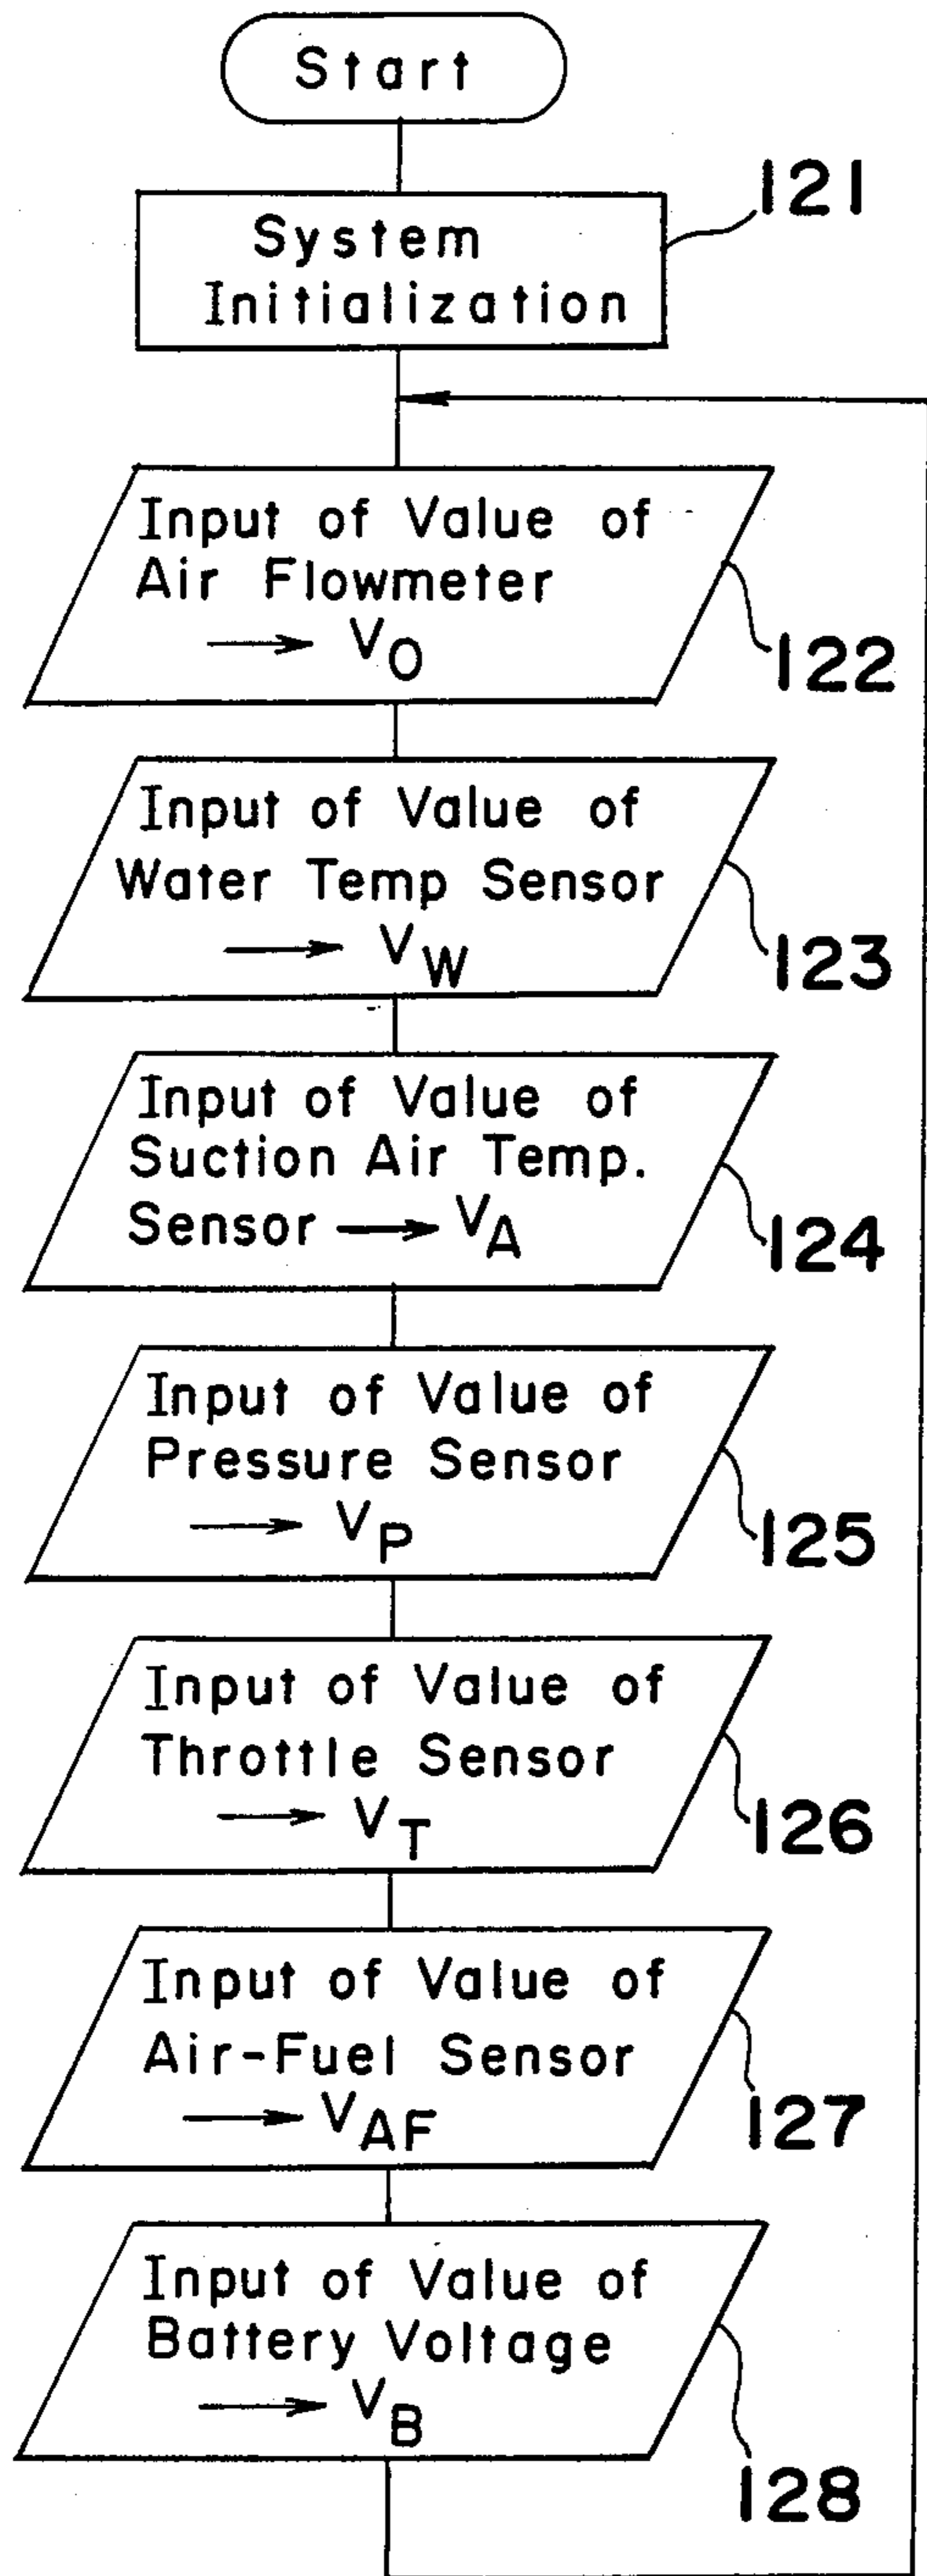 Start
System
Initialization
121
Input of Value of
Air Flowmeter
→ VO
122
Input of Value of
Water Temp Sensor
→ VW
123
Input of Value of
Suction Air Temp.
Sensor → VA
124
Input of Value of
Pressure Sensor
→ VP
125
Input of Value of
Throttle Sensor
→ VT
126
Input of Value of
Air-Fuel Sensor
→ VAF
127
Input of Value of
Battery Voltage
→ VB
128